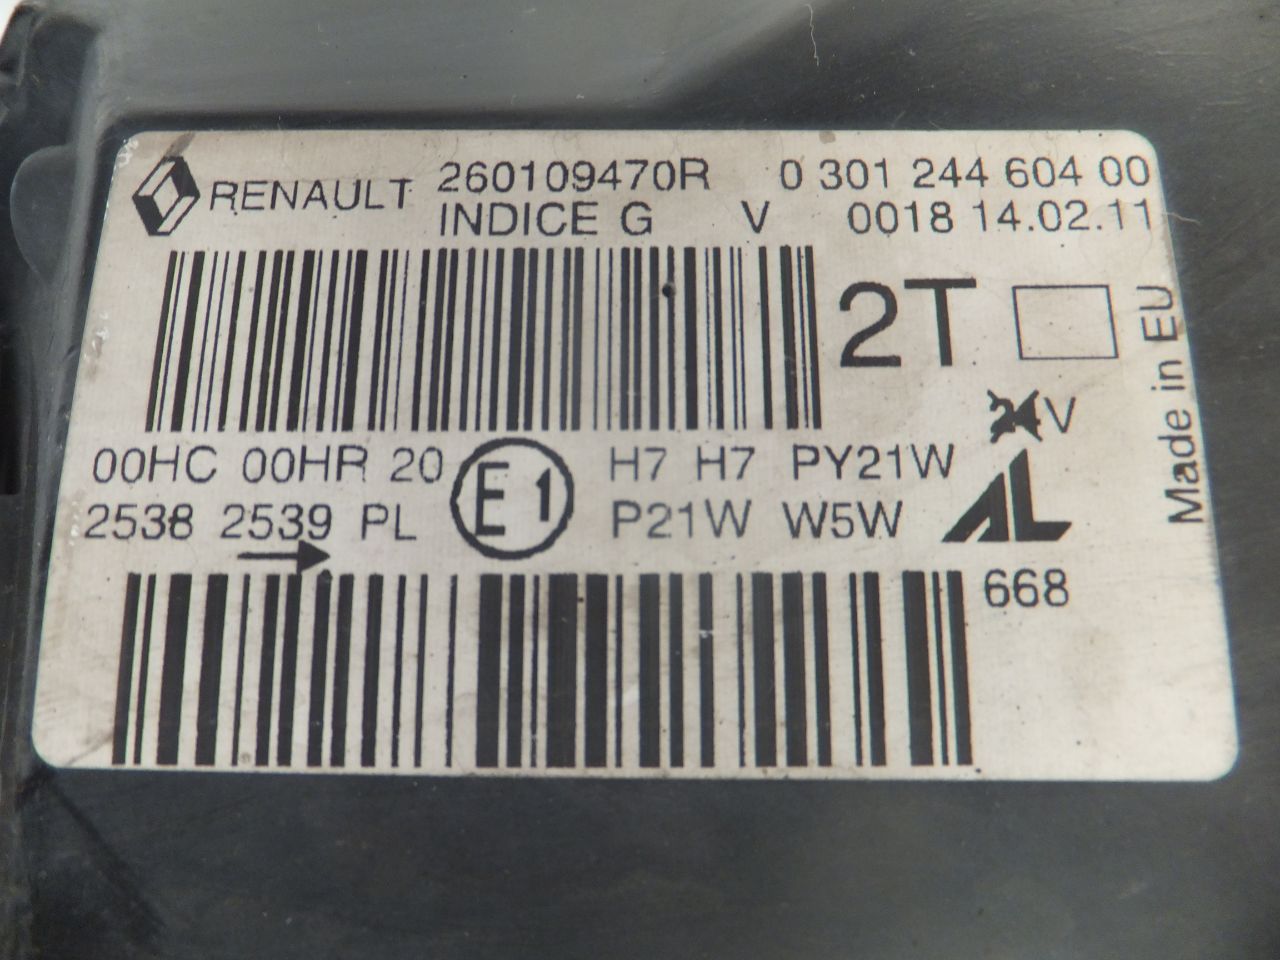 RENAULT 260109470R 0 301 244 604 00
INDICE G V 0018 14.02.11
2T
Made in EU
24V
00HC 00HR 20 E1 H7 H7 PY21W
2538 2539 PL P21W W5W AL
668